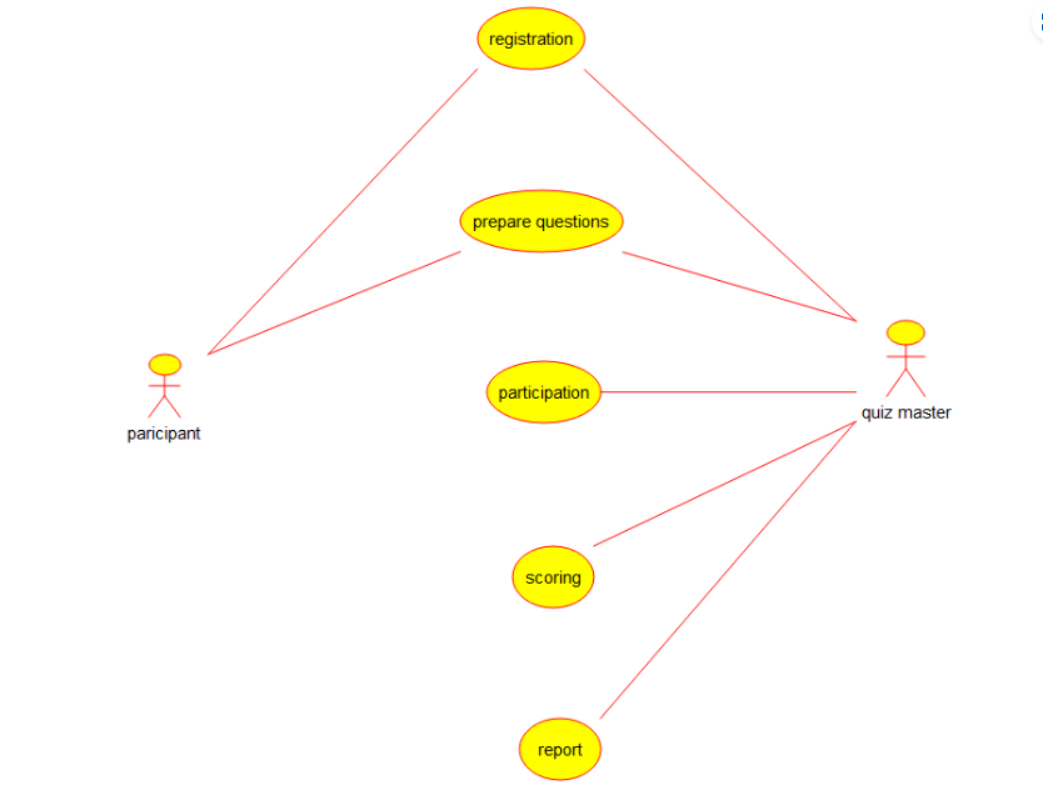 registration
prepare questions
participation
quiz master
paricipant
scoring
report